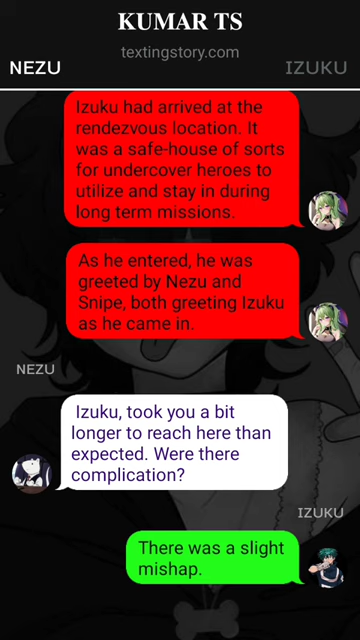 KUMAR TS
textingstory.com
NEZU
IZUKU
Izuku had arrived at the
rendezvous location. It
was a safe-house of sorts
for undercover heroes to
utilize and stay in during
long term missions.
As he entered, he was
greeted by Nezu and
Snipe, both greeting Izuku
as he came in.
NEZU
Izuku, took you a bit
longer to reach here than
expected. Were there
complication?
IZUKU
There was a slight
mishap.